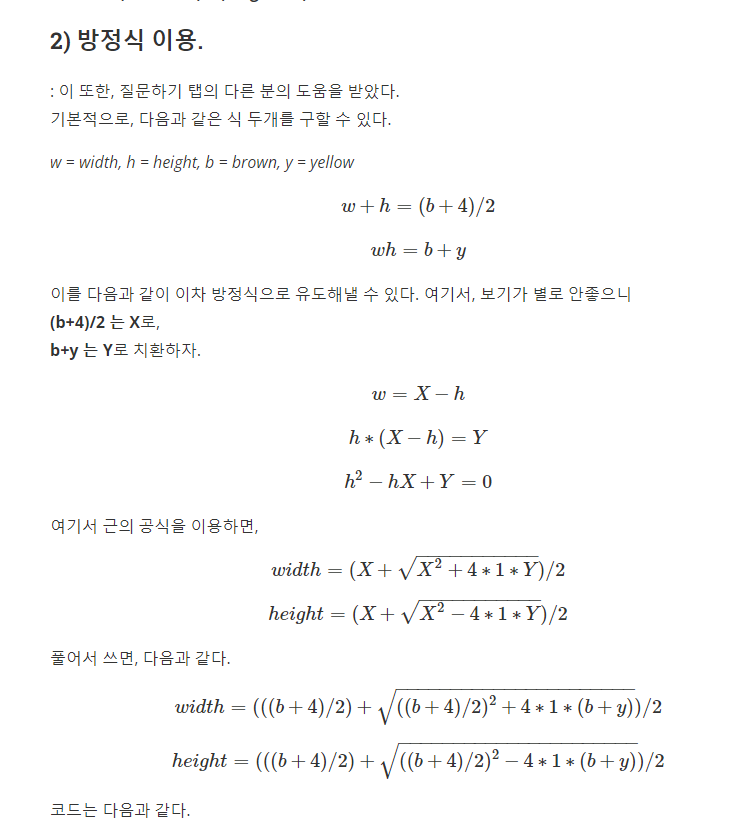 2) 방정식 이용.
: 이 또한, 질문하기 탭의 다른 분의 도움을 받았다.
기본적으로, 다음과 같은 식 두개를 구할 수 있다.
w = width, h = height, b = brown, y = yellow
w + h = (b + 4)/2
wh = b + y
이를 다음과 같이 이차 방정식으로 유도해낼 수 있다. 여기서, 보기가 별로 안좋으니
(b+4)/2 는 X로,
b+y 는 Y로 치환하자.
w = X − h
h ∗ (X − h) = Y
h² − hX + Y = 0
여기서 근의 공식을 이용하면,
width = (X + √(X² + 4 ∗ 1 ∗ Y))/2
height = (X + √(X² − 4 ∗ 1 ∗ Y))/2
풀어서 쓰면, 다음과 같다.
width = (((b + 4)/2) + √(((b + 4)/2)² + 4 ∗ 1 ∗ (b + y)))/2
height = (((b + 4)/2) + √(((b + 4)/2)² − 4 ∗ 1 ∗ (b + y)))/2
코드는 다음과 같다.